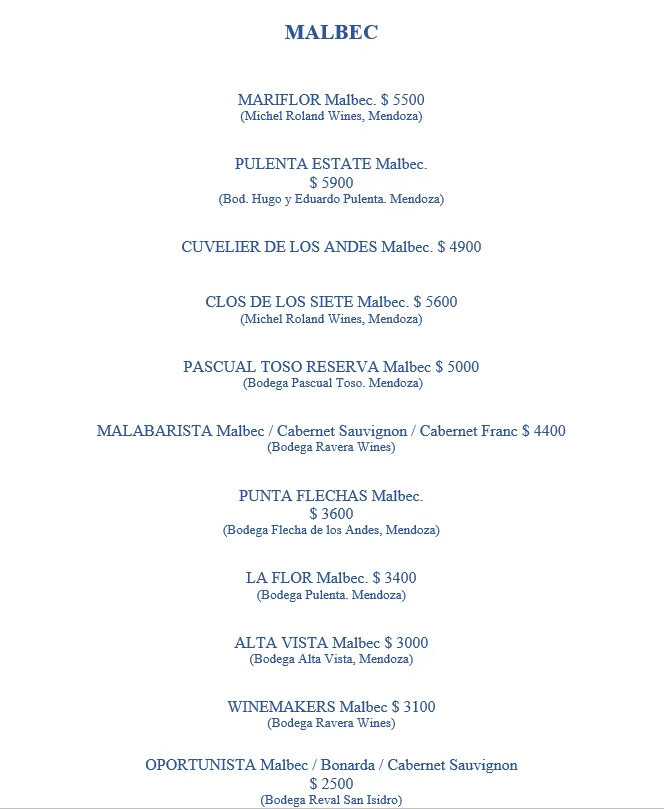 MALBEC
MARIFLOR Malbec. $ 5500
(Michel Roland Wines, Mendoza)
PULENTA ESTATE Malbec.
$ 5900
(Bod. Hugo y Eduardo Pulenta. Mendoza)
CUVELIER DE LOS ANDES Malbec. $ 4900
CLOS DE LOS SIETE Malbec. $ 5600
(Michel Roland Wines, Mendoza)
PASCUAL TOSO RESERVA Malbec $ 5000
(Bodega Pascual Toso. Mendoza)
MALABARISTA Malbec / Cabernet Sauvignon / Cabernet Franc $ 4400
(Bodega Ravera Wines)
PUNTA FLECHAS Malbec.
$ 3600
(Bodega Flecha de los Andes, Mendoza)
LA FLOR Malbec. $ 3400
(Bodega Pulenta. Mendoza)
ALTA VISTA Malbec $ 3000
(Bodega Alta Vista, Mendoza)
WINEMAKERS Malbec $ 3100
(Bodega Ravera Wines)
OPORTUNISTA Malbec / Bonarda / Cabernet Sauvignon
$ 2500
(Bodega Reval San Isidro)